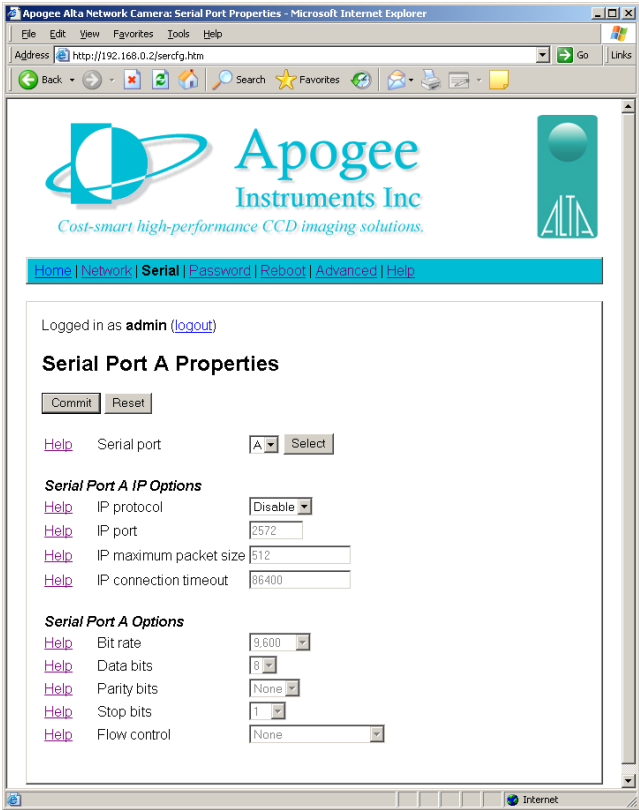 Apogee Alta Network Camera: Serial Port Properties - Microsoft Internet Explorer
File Edit View Favorites Tools Help
Address http://192.168.0.2/sercfg.htm Go Links
Back Search Favorites
Apogee
Instruments Inc
Cost-smart high-performance CCD imaging solutions.
ALTA
Home | Network | Serial | Password | Reboot | Advanced | Help
Logged in as admin (logout)
Serial Port A Properties
Commit Reset
Help Serial port A Select
Serial Port A IP Options
Help IP protocol Disable
Help IP port 2572
Help IP maximum packet size 512
Help IP connection timeout 86400
Serial Port A Options
Help Bit rate 9,600
Help Data bits 8
Help Parity bits None
Help Stop bits 1
Help Flow control None
Internet